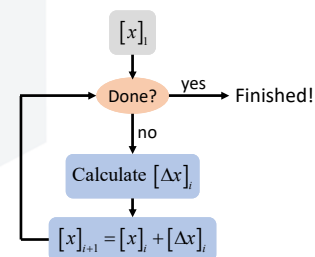 [x]₁
Done?
yes
Finished!
no
Calculate [Δx]ᵢ
[x]ᵢ₊₁ = [x]ᵢ + [Δx]ᵢ